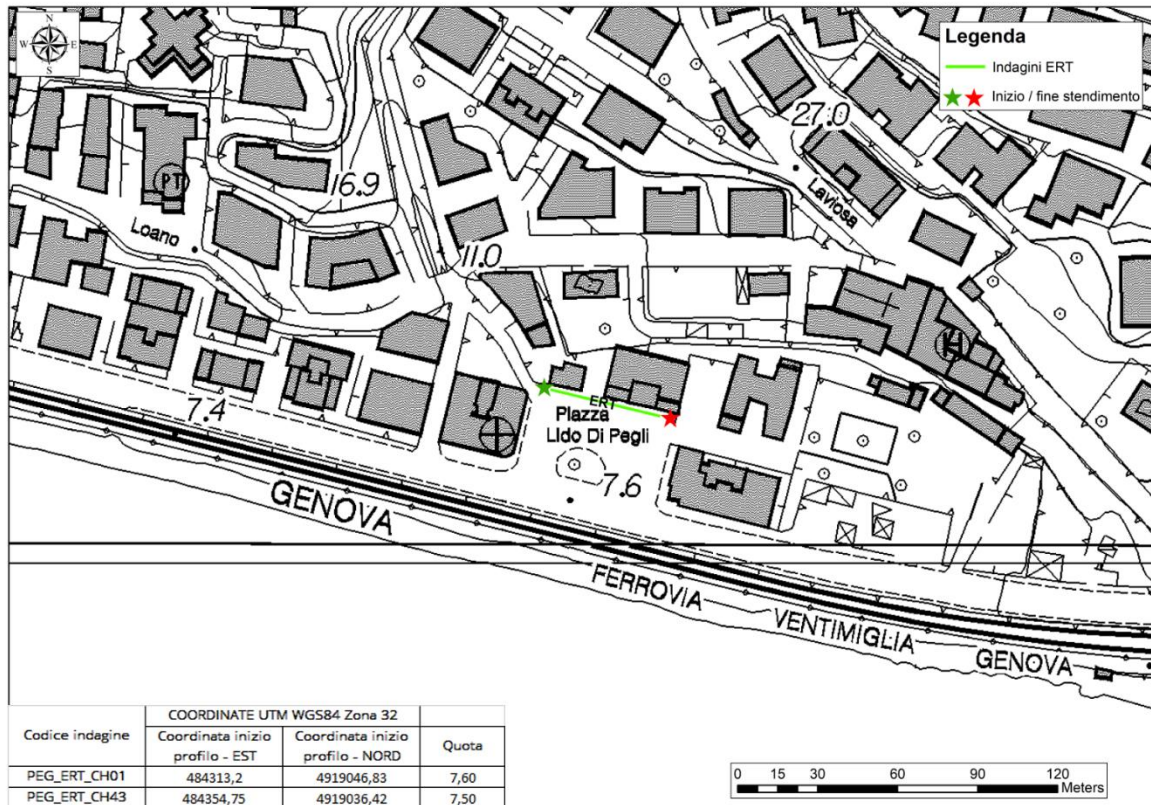 N
W E
S
Legenda
Indagini ERT
Inizio / fine stendimento
27.0
PT
16.9
Laviosa
Loano
11.0
H
ERT
7.4
Piazza
Lido Di Pegli
7.6
GENOVA
FERROVIA
VENTIMIGLIA
GENOVA
Codice indagine
COORDINATE UTM WGS84 Zona 32
Coordinata inizio profilo - EST
Coordinata inizio profilo - NORD
Quota
PEG_ERT_CH01 484313,2 4919046,83 7,60
PEG_ERT_CH43 484354,75 4919036,42 7,50
0 15 30 60 90 120
Meters